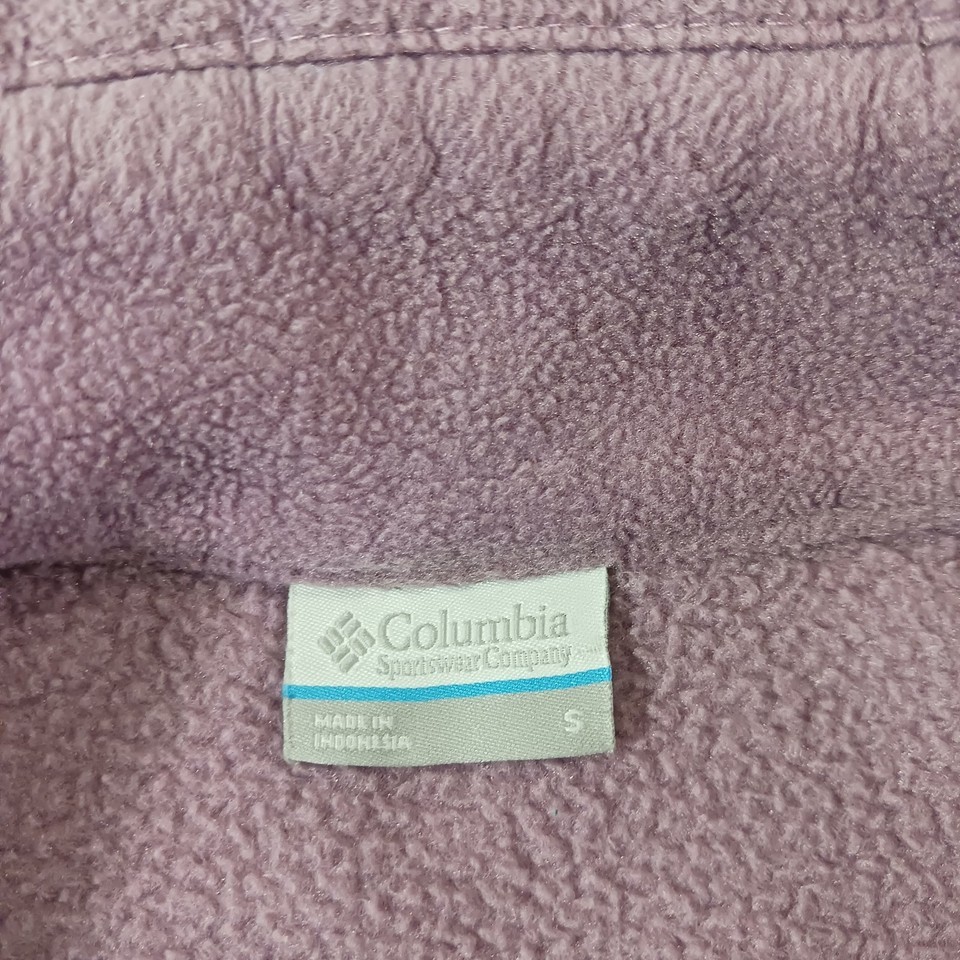 Columbia
Sportswear Company
MADE IN
INDONESIA
S